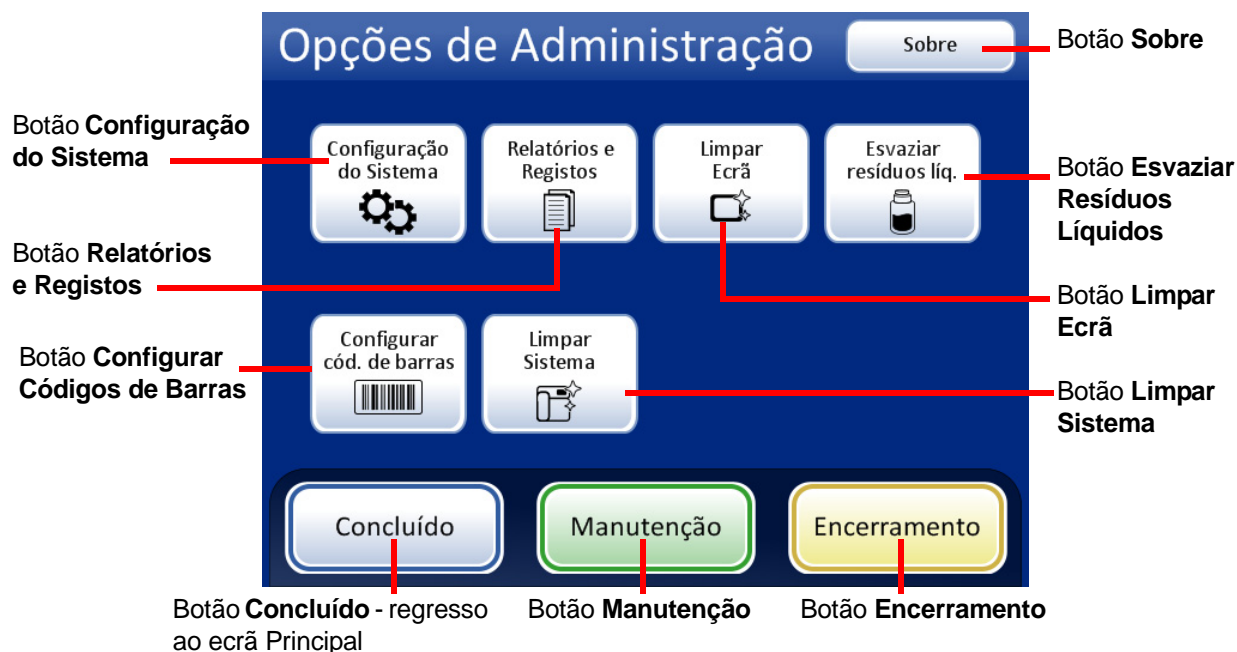 Opções de Administração
Sobre
Botão Sobre
Botão Configuração
do Sistema
Configuração
do Sistema
Relatórios e
Registos
Limpar
Ecrã
Esvaziar
resíduos líq.
Botão Esvaziar
Resíduos
Líquidos
Botão Relatórios
e Registos
Botão Limpar
Ecrã
Botão Configurar
Códigos de Barras
Configurar
cód. de barras
Limpar
Sistema
Botão Limpar
Sistema
Concluído
Manutenção
Encerramento
Botão Concluído - regresso
ao ecrã Principal
Botão Manutenção
Botão Encerramento